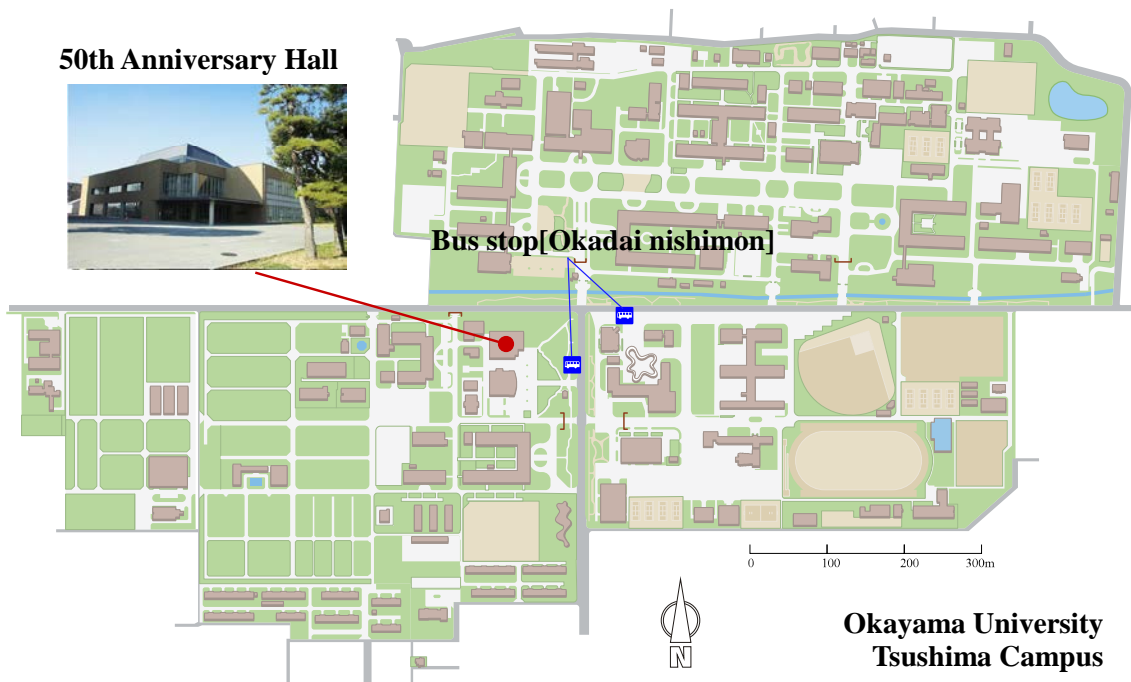 50th Anniversary Hall
Bus stop[Okadai nishimon]
0 100 200 300m
N
Okayama University
Tsushima Campus